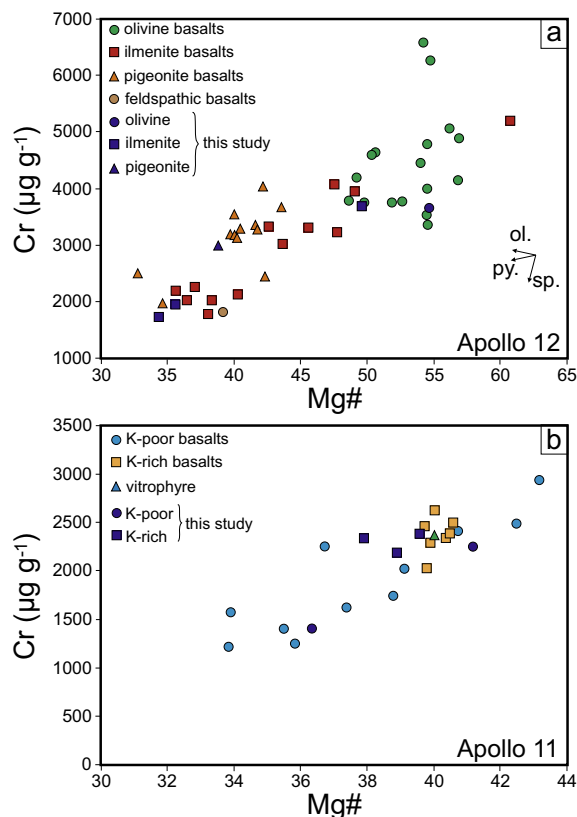 a
7000
6000
5000
4000
3000
2000
1000
Cr (µg g⁻¹)
olivine basalts
ilmenite basalts
pigeonite basalts
feldspathic basalts
olivine
ilmenite
pigeonite
this study
ol.
py.
sp.
Apollo 12
30 35 40 45 50 55 60 65
Mg#
b
3500
3000
2500
2000
1500
1000
500
0
Cr (µg g⁻¹)
K-poor basalts
K-rich basalts
vitrophyre
K-poor
K-rich
this study
Apollo 11
30 32 34 36 38 40 42 44
Mg#